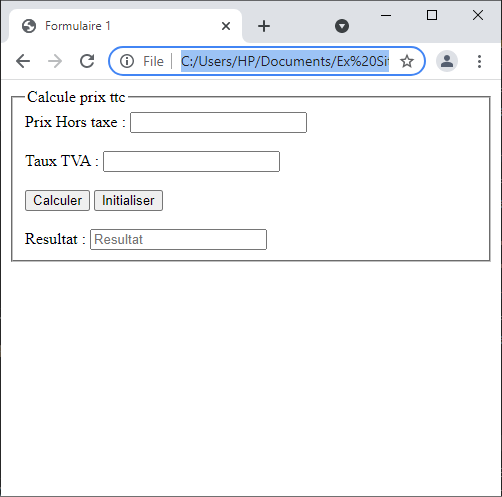 Formulaire 1
File C:/Users/HP/Documents/Ex%20Si
Calcule prix ttc
Prix Hors taxe :
Taux TVA :
Calculer Initialiser
Resultat : Resultat